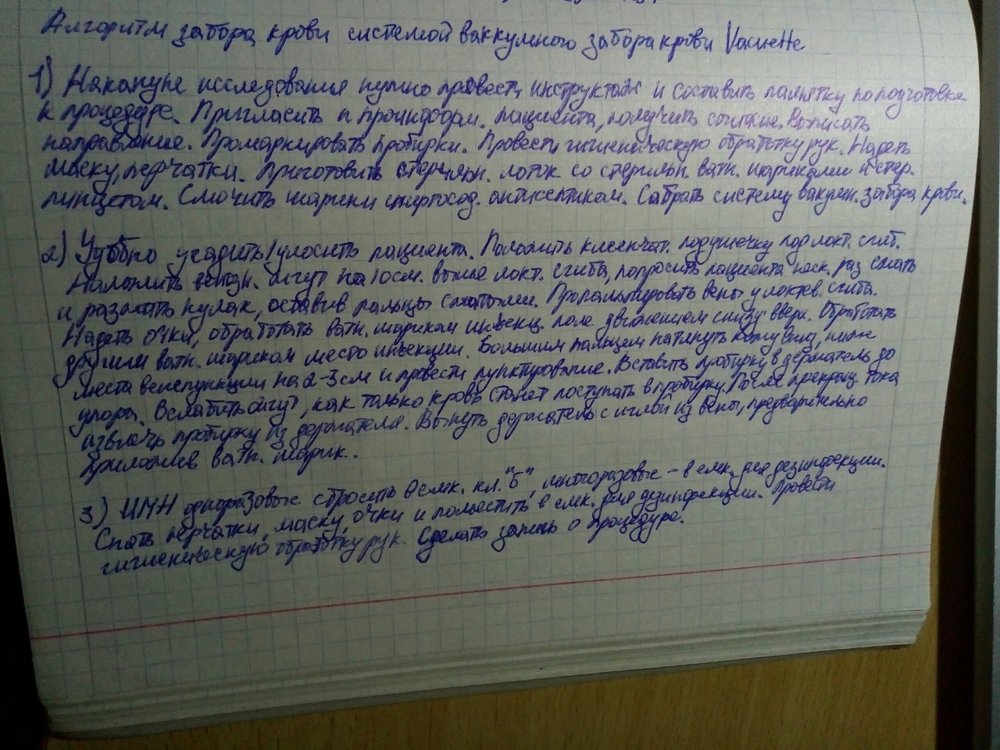 Алгоритм забора крови системой ваккумного забора крови Vacuette
1) Накануне исследования нужно провести инструктаж и составить памятку по подготовке
к процедуре. Пригласить и проинформ. пациента, получить согласие. Выписать
направление. Промаркировать пробирки. Провести гигиеническую обработку рук. Надеть
маску, перчатки. Приготовить стерильн. лоток со стерильн. ватн. шариками и стер.
пинцетом. Смочить шарики спиртосод. антисептиком. Собрать систему вакуумн. забора крови.
2) Удобно усадить/уложить пациента. Положить клеенчат. подушечку под локт. сгиб.
Наложить венозн. жгут на 10см. выше локт. сгиба, попросить пациента неск. раз сжать
и разжать кулак, оставив пальцы сжатыми. Пропальпировать вены у локтев. сгиба.
Надеть очки, обработать ватн. шариком инъекц. поле движением снизу вверх. Обработать
другим ватн. шариком место инъекции. Большим пальцем натянуть кожу вниз, ниже
места венепункции на 2-3см и провести пунктирование. Вставить пробирку в держатель до
упора. Ослабить жгут, как только кровь станет поступать в пробирку. После прекращ. тока
извлечь пробирку из держателя. Вынуть держатель с иглой из вены, предварительно
приложив ватн. шарик.
3) ИМН одноразовые сбросить в емк. кл. "Б", многоразовые - в емк. для дезинфекции.
Снять перчатки, маску, очки и поместить в емк. для дезинфекции. Провести
гигиеническую обработку рук. Сделать запись о процедуре.